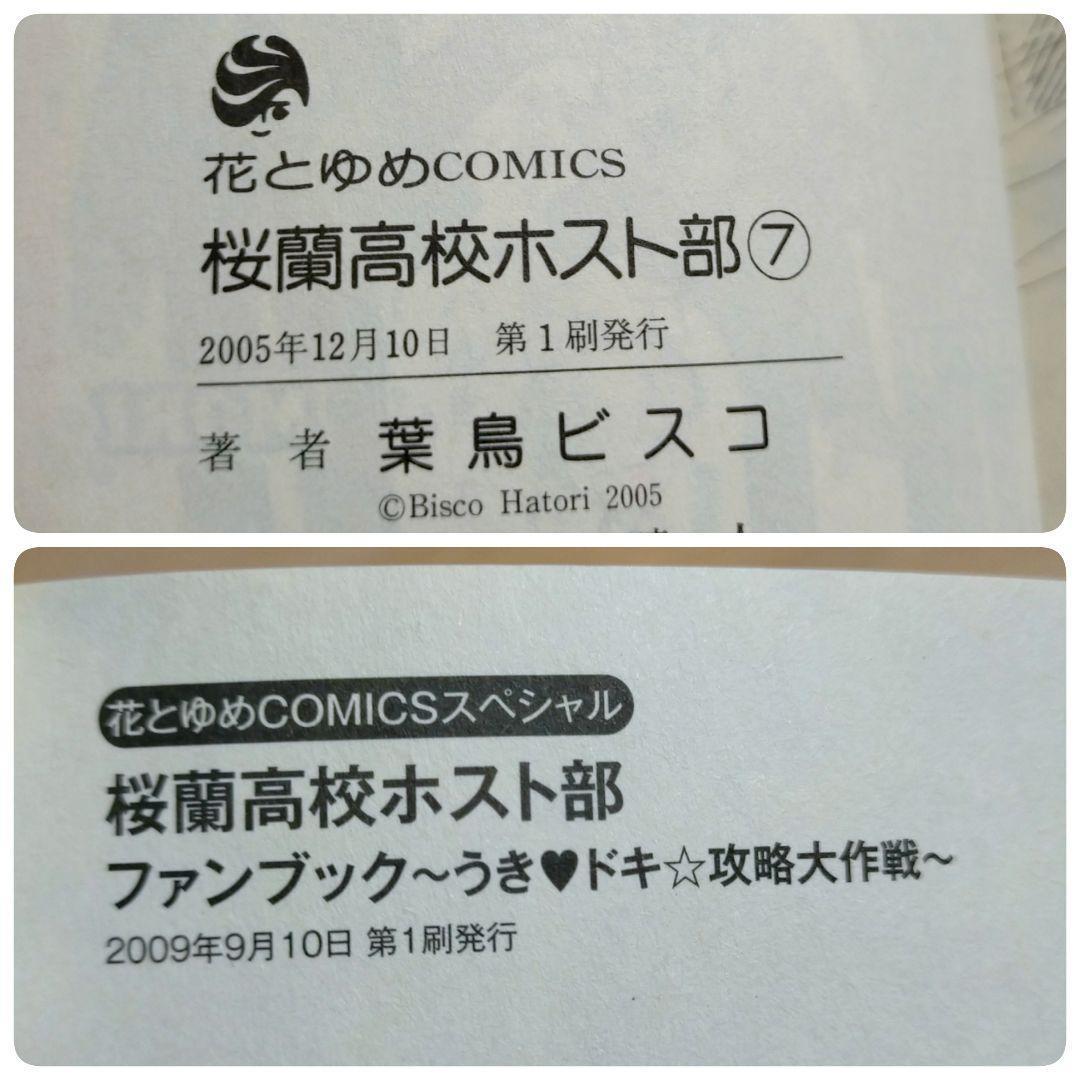 花とゆめCOMICS
桜蘭高校ホスト部⑦
2005年12月10日 第1刷発行
著者 葉鳥ビスコ
©Bisco Hatori 2005
花とゆめCOMICSスペシャル
桜蘭高校ホスト部
ファンブック～うき♥ドキ☆攻略大作戦～
2009年9月10日 第1刷発行